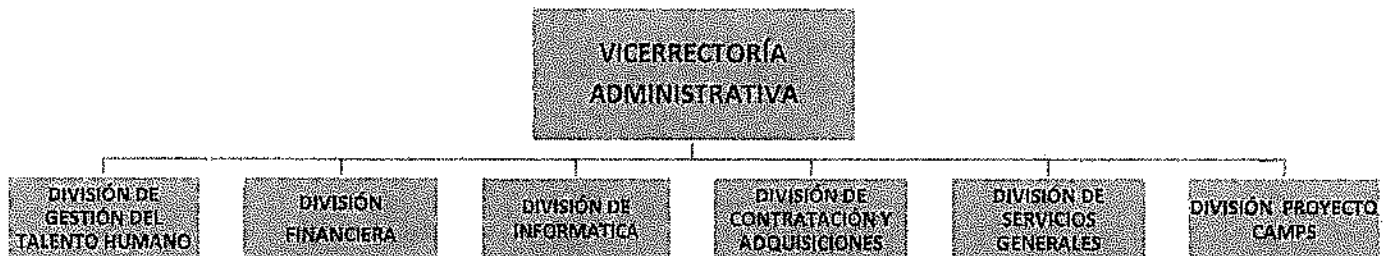 VICERRECTORÍA
ADMINISTRATIVA
DIVISIÓN DE
GESTIÓN DEL
TALENTO HUMANO
DIVISIÓN
FINANCIERA
DIVISIÓN DE
INFORMATICA
DIVISIÓN DE
CONTRATACIÓN Y
ADQUISICIONES
DIVISIÓN DE
SERVICIOS
GENERALES
DIVISIÓN PROYECTO
CAMPS